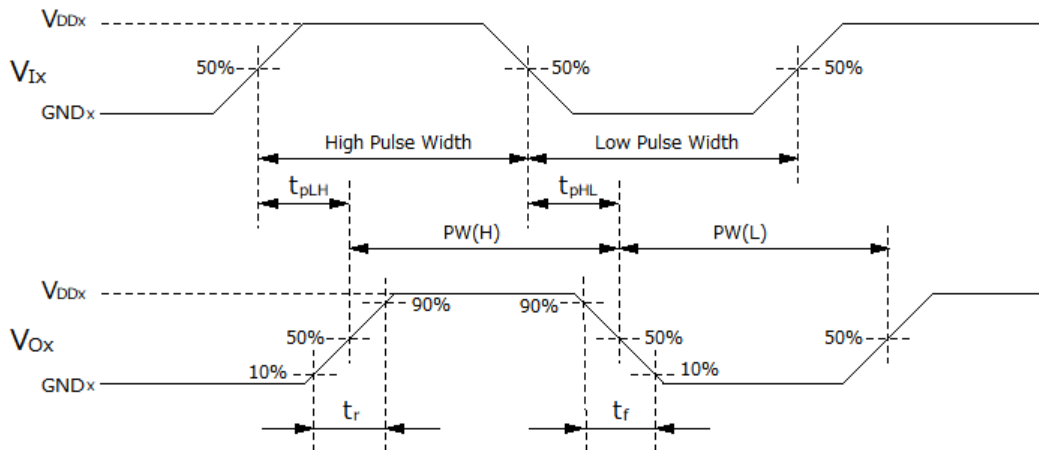 VDDx
50%
50%
50%
VIx
GNDx
High Pulse Width
Low Pulse Width
tpLH
tpHL
PW(H)
PW(L)
VDDx
90%
90%
50%
50%
50%
VOx
10%
10%
GNDx
tr
tf